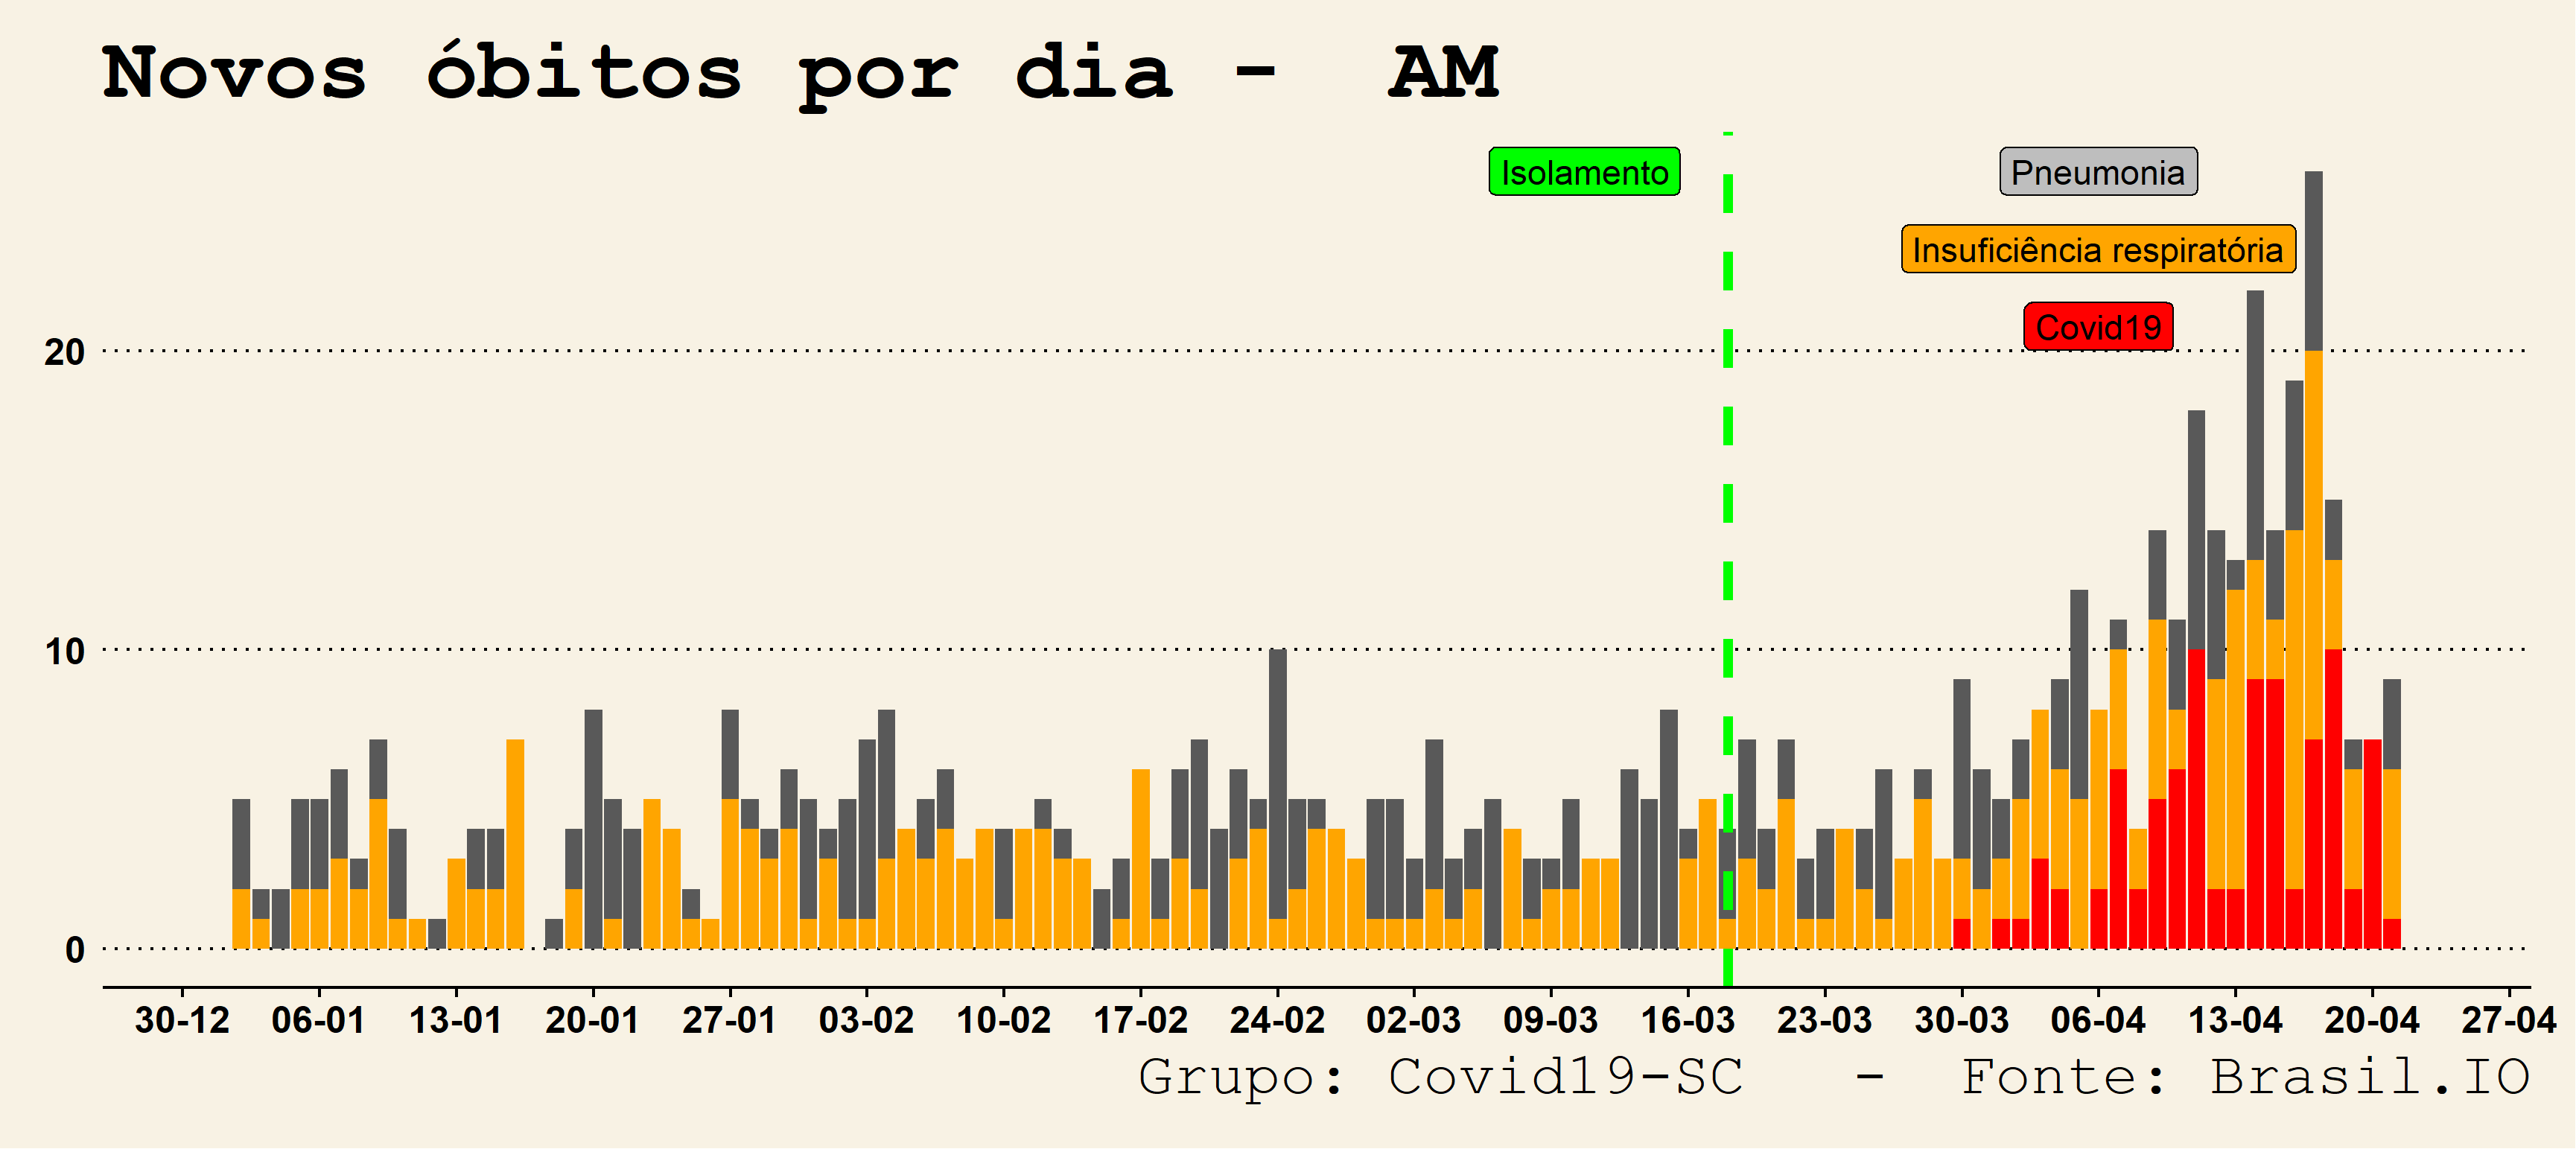 Novos óbitos por dia - AM
Isolamento
Pneumonia
Insuficiência respiratória
Covid19
20
10
0
30-12 06-01 13-01 20-01 27-01 03-02 10-02 17-02 24-02 02-03 09-03 16-03 23-03 30-03 06-04 13-04 20-04 27-04
Grupo: Covid19-SC - Fonte: Brasil.IO